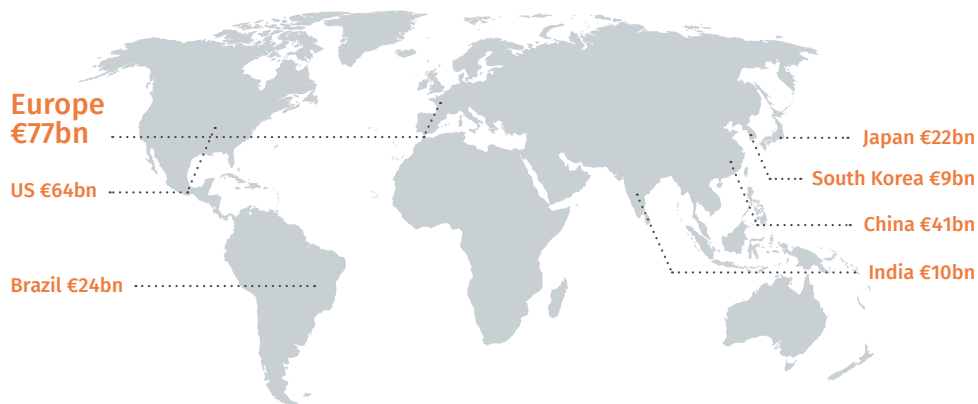 Europe
€77bn
US €64bn
Brazil €24bn
Japan €22bn
South Korea €9bn
China €41bn
India €10bn